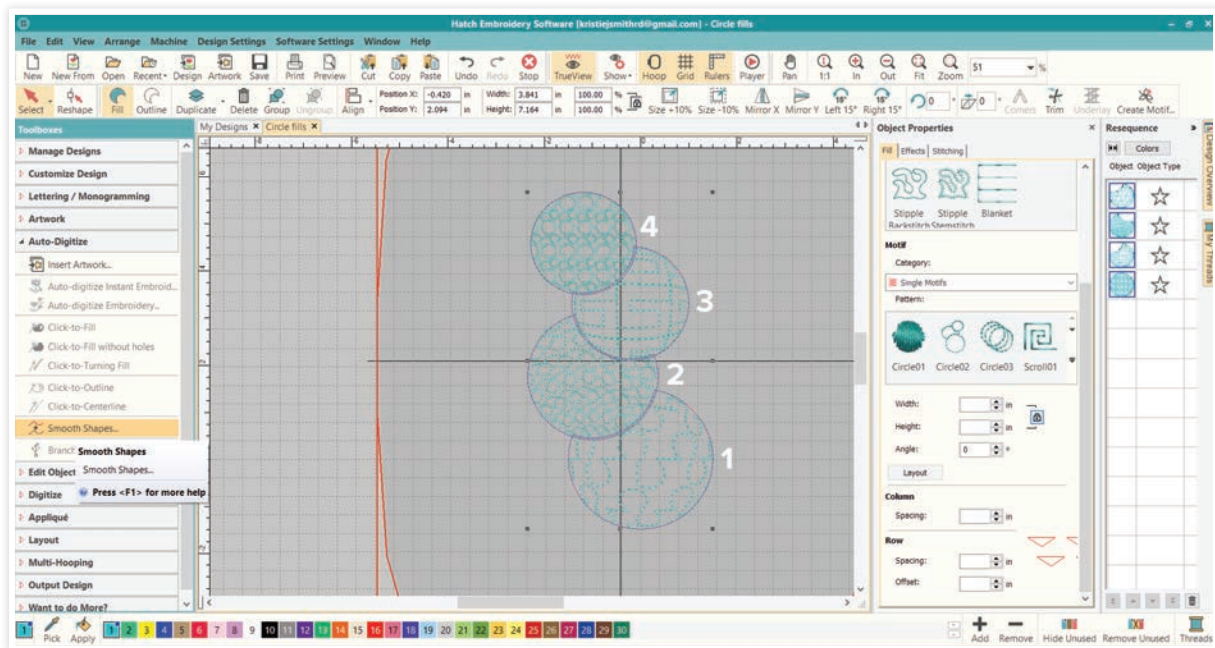 Hatch Embroidery Software [kristiejsmithrd@gmail.com] - Circle fills
File Edit View Arrange Machine Design Settings Software Settings Window Help
New New From Open Recent Design Artwork Save Print Preview Cut Copy Paste Undo Redo Stop TrueView Show Hoop Grid Rulers Player Pan 1:1 In Out Fit Zoom 51 %
Select Reshape Fill Outline Duplicate Delete Group Ungroup Align Position X: -0.420 in Width: 3.841 in 100.00 % Size +10% Size -10% Mirror X Mirror Y Left 15° Right 15° 0 0 Corners Trim Underlay Create Motif...
Position Y: 2.094 in Height: 7.164 in 100.00 %
Toolboxes
Manage Designs
Customize Design
Lettering / Monogramming
Artwork
Auto-Digitize
Insert Artwork...
Auto-digitize Instant Embroid...
Auto-digitize Embroidery...
Click-to-Fill
Click-to-Fill without holes
Click-to-Turning Fill
Click-to-Outline
Click-to-Centerline
Smooth Shapes...
Branch
Smooth Shapes
Smooth Shapes...
Press <F1> for more help
Edit Object
Digitize
Appliqué
Layout
Multi-Hooping
Output Design
Want to do More?
My Designs × Circle fills ×
4
3
2
1
Object Properties
Fill Effects Stitching
Stipple Stipple Blanket
Backstitch Stemstitch
Motif
Category:
Single Motifs
Pattern:
Circle01 Circle02 Circle03 Scroll01
Width: in
Height: in
Angle: 0 °
Layout
Column
Spacing: in
Row
Spacing: in
Offset: in
Resequence
Colors
Object Object Type
Design Overview
My Threads
Pick Apply
1 1 2 3 4 5 6 7 8 9 10 11 12 13 14 15 16 17 18 19 20 21 22 23 24 25 26 27 28 29 30
Add Remove Hide Unused Remove Unused Threads